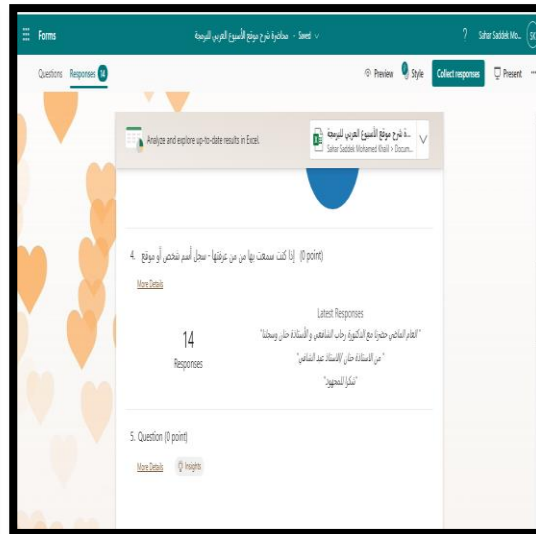 Forms
محاضرة شرح موقع الأسبوع العربي للبرمجة - Saved
?
Sahar Saddek Mo...
SK
Questions
Responses 14
Preview
Style
Collect responses
Present
...
Analyze and explore up-to-date results in Excel.
ـة شرح موقع الأسبوع العربي للبرمجة...
Sahar Saddek Mohamed Khalil > Docum...
4. إذا كنت سمعت بها من من عرفتها - سجل أسم شخص أو موقع (0 point)
More Details
14
Responses
Latest Responses
"العام الماضي حضرنا مع الدكتورة رحاب الشافعي و الأستاذة حنان وسجلنا"
"من الاستاذة حنان /الاستاذ عبد الشافي"
"شكرا للمجهود"
5. Question (0 point)
More Details
Insights